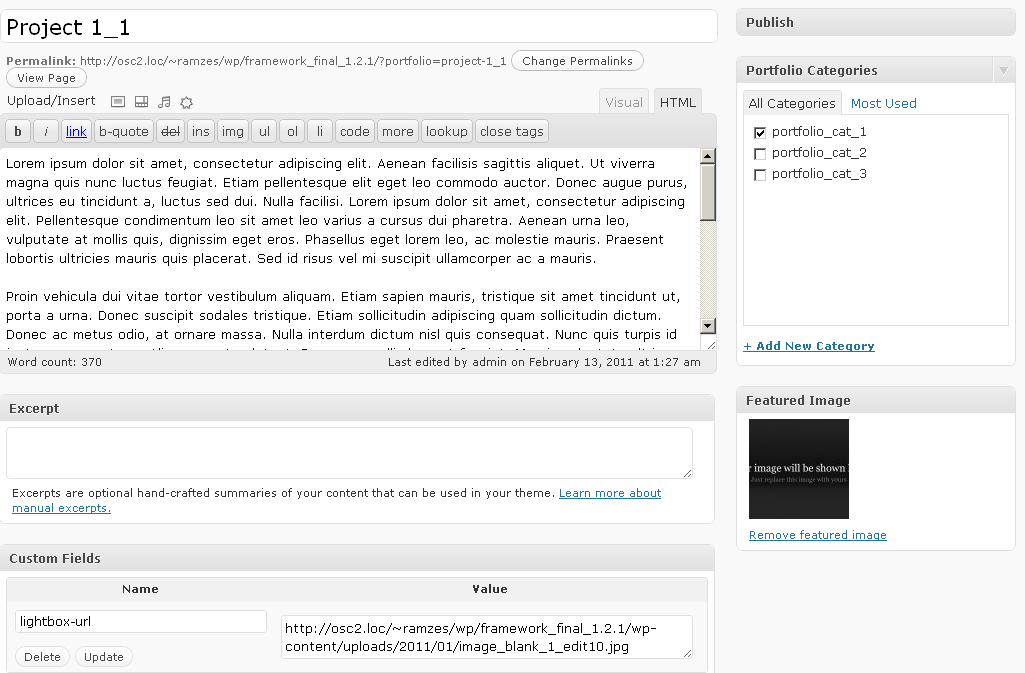 Project 1_1
Permalink: http://osc2.loc/~ramzes/wp/framework_final_1.2.1/?portfolio=project-1_1 Change Permalinks
View Page
Upload/Insert Visual HTML
b i link b-quote del ins img ul ol li code more lookup close tags
Lorem ipsum dolor sit amet, consectetur adipiscing elit. Aenean facilisis sagittis aliquet. Ut viverra
magna quis nunc luctus feugiat. Etiam pellentesque elit eget leo commodo auctor. Donec augue purus,
ultrices eu tincidunt a, luctus sed dui. Nulla facilisi. Lorem ipsum dolor sit amet, consectetur adipiscing
elit. Pellentesque condimentum leo sit amet leo varius a cursus dui pharetra. Aenean urna leo,
vulputate at mollis quis, dignissim eget eros. Phasellus eget lorem leo, ac molestie mauris. Praesent
lobortis ultricies mauris quis placerat. Sed id risus vel mi suscipit ullamcorper ac a mauris.
Proin vehicula dui vitae tortor vestibulum aliquam. Etiam sapien mauris, tristique sit amet tincidunt ut,
porta a urna. Donec suscipit sodales tristique. Etiam sollicitudin adipiscing quam sollicitudin dictum.
Donec ac metus odio, at ornare massa. Nulla interdum dictum nisl quis consequat. Nunc quis turpis id
Word count: 370 Last edited by admin on February 13, 2011 at 1:27 am
Excerpt
Excerpts are optional hand-crafted summaries of your content that can be used in your theme. Learn more about
manual excerpts.
Custom Fields
Name Value
lightbox-url
http://osc2.loc/~ramzes/wp/framework_final_1.2.1/wp-
content/uploads/2011/01/image_blank_1_edit10.jpg
Delete Update
Publish
Portfolio Categories
All Categories Most Used
portfolio_cat_1
portfolio_cat_2
portfolio_cat_3
+ Add New Category
Featured Image
r image will be shown
Just replace this image with yours
Remove featured image